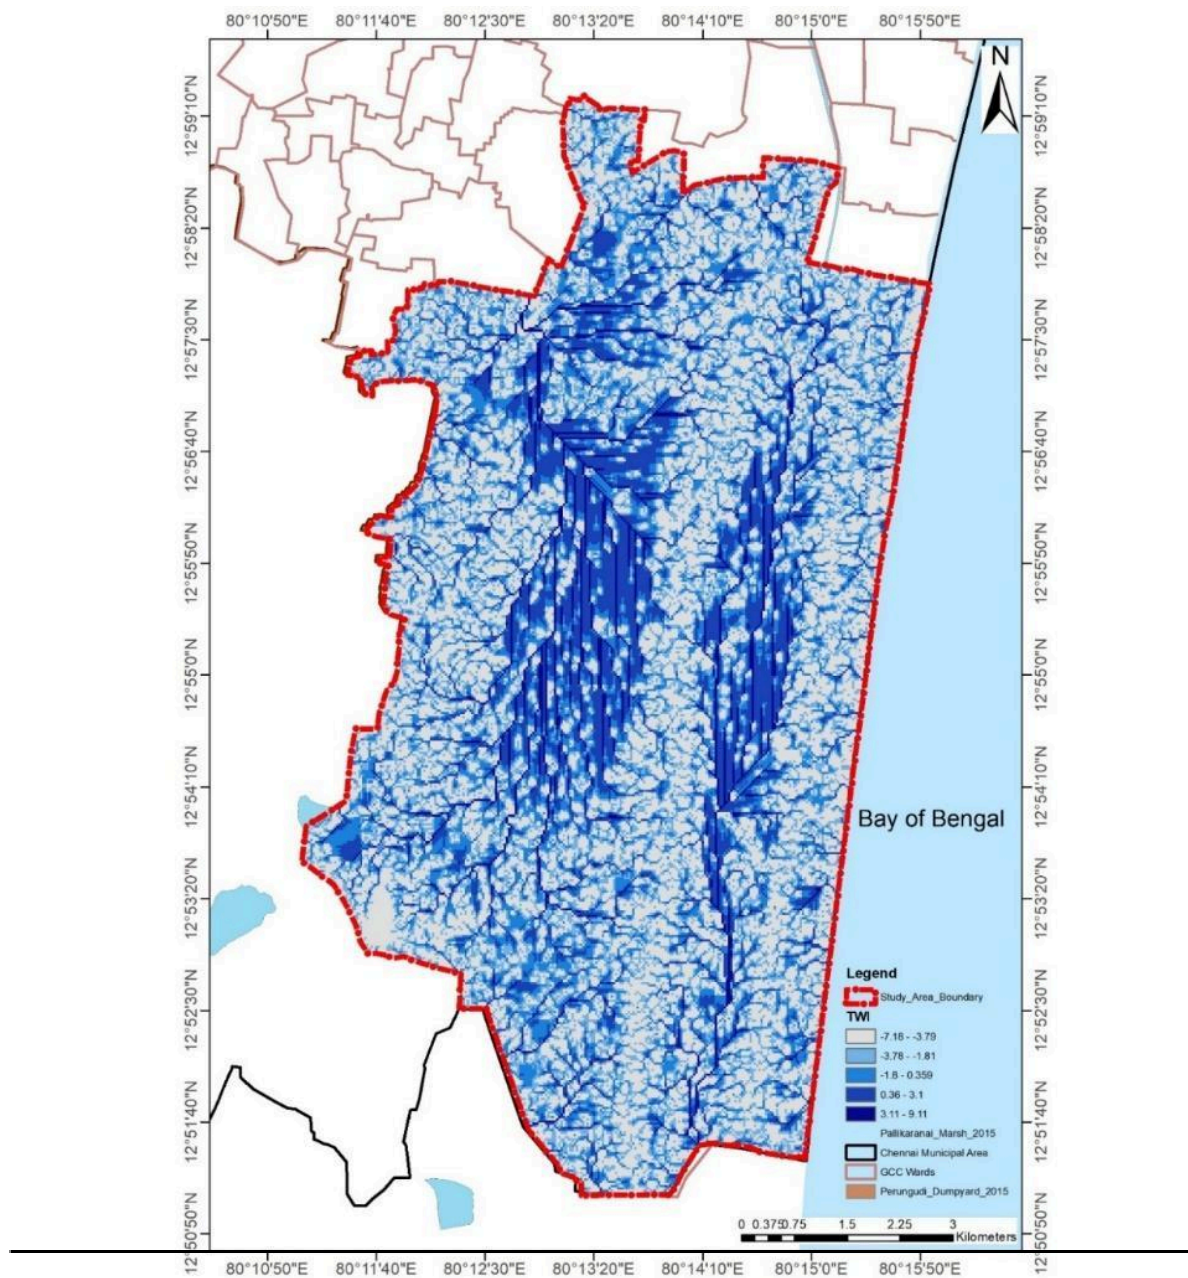 80°10'50"E 80°11'40"E 80°12'30"E 80°13'20"E 80°14'10"E 80°15'0"E 80°15'50"E
N
12°59'10"N 12°59'10"N
12°58'20"N 12°58'20"N
12°57'30"N 12°57'30"N
12°56'40"N 12°56'40"N
12°55'50"N 12°55'50"N
12°55'0"N 12°55'0"N
12°54'10"N 12°54'10"N
Bay of Bengal
12°53'20"N 12°53'20"N
12°52'30"N 12°52'30"N
12°51'40"N 12°51'40"N
12°50'50"N 12°50'50"N
Legend
Study_Area_Boundary
TWI
-7.18 - -3.79
-3.78 - -1.81
-1.8 - 0.359
0.36 - 3.1
3.11 - 9.11
Pallikaranai_Marsh_2015
Chennai Municipal Area
GCC Wards
Perungudi_Dumpyard_2015
0 0.375 0.75 1.5 2.25 3
Kilometers
80°10'50"E 80°11'40"E 80°12'30"E 80°13'20"E 80°14'10"E 80°15'0"E 80°15'50"E